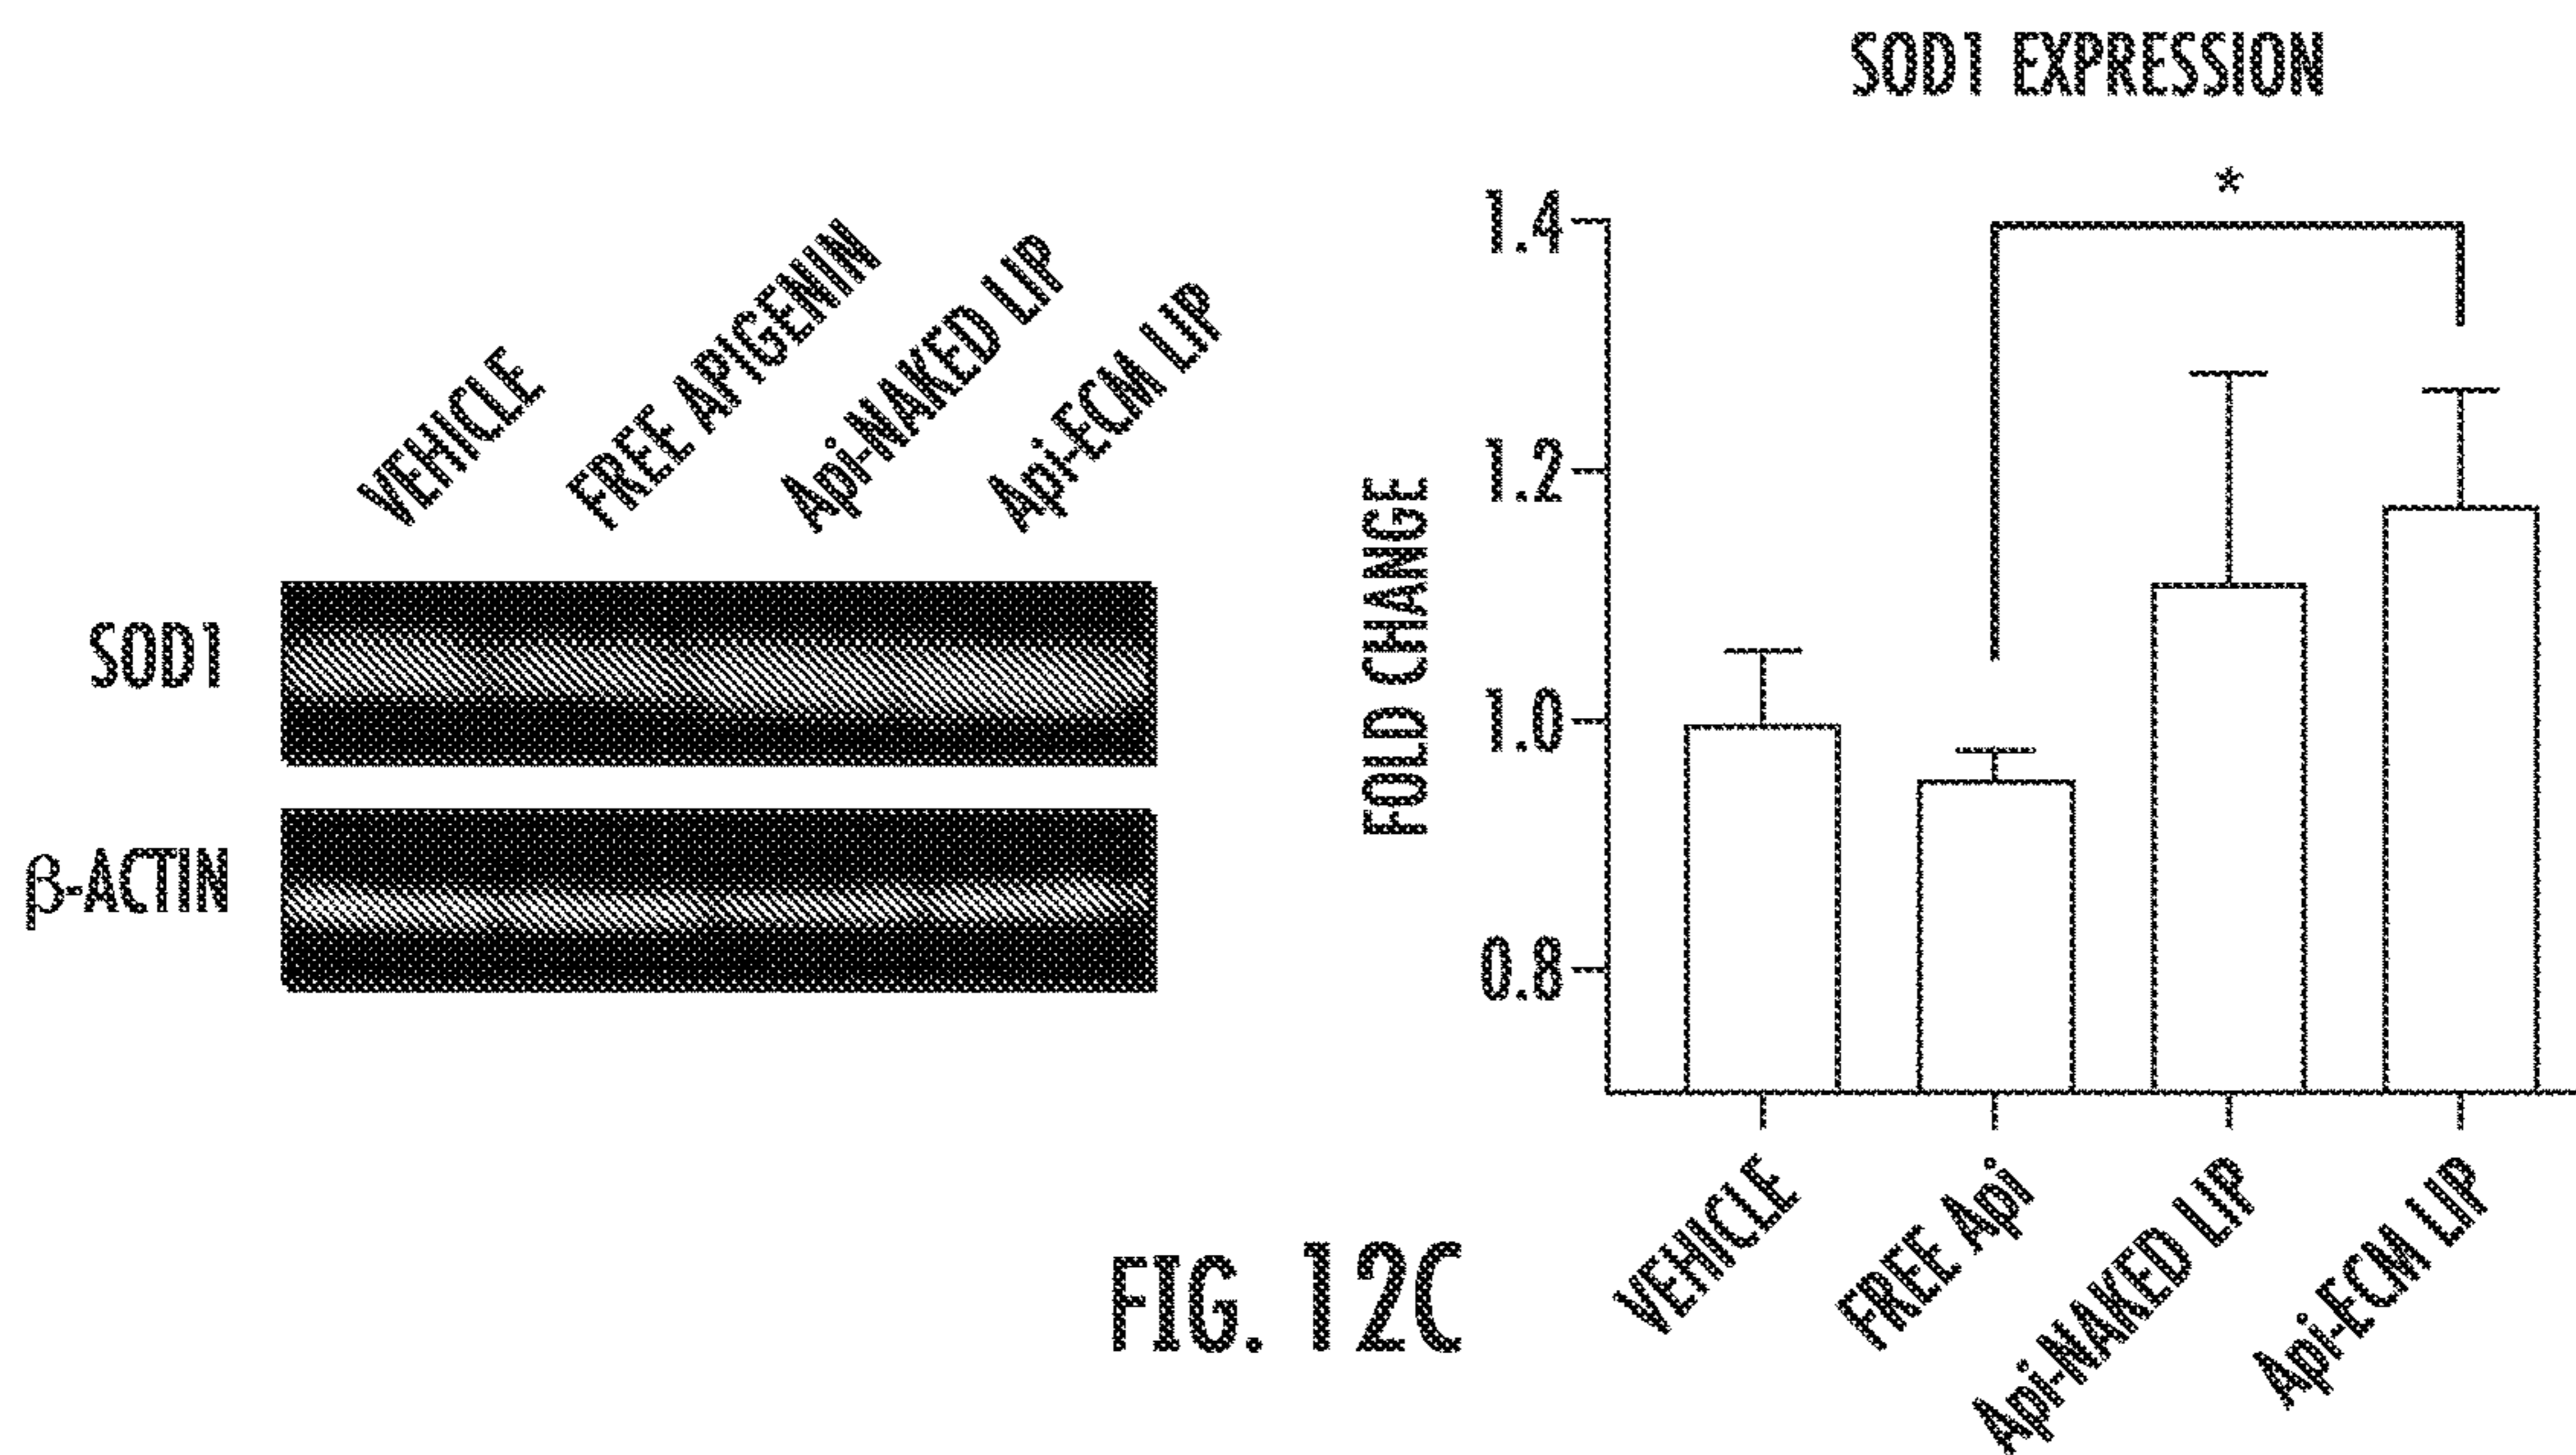 VEHICLE
FREE APIGENIN
Api-NAKED LIP
Api-ECM LIP
SOD1
β-ACTIN
SOD1 EXPRESSION
*
FOLD CHANGE
1.4
1.2
1.0
0.8
VEHICLE
FREE Api
Api-NAKED LIP
Api-ECM LIP
FIG. 12C